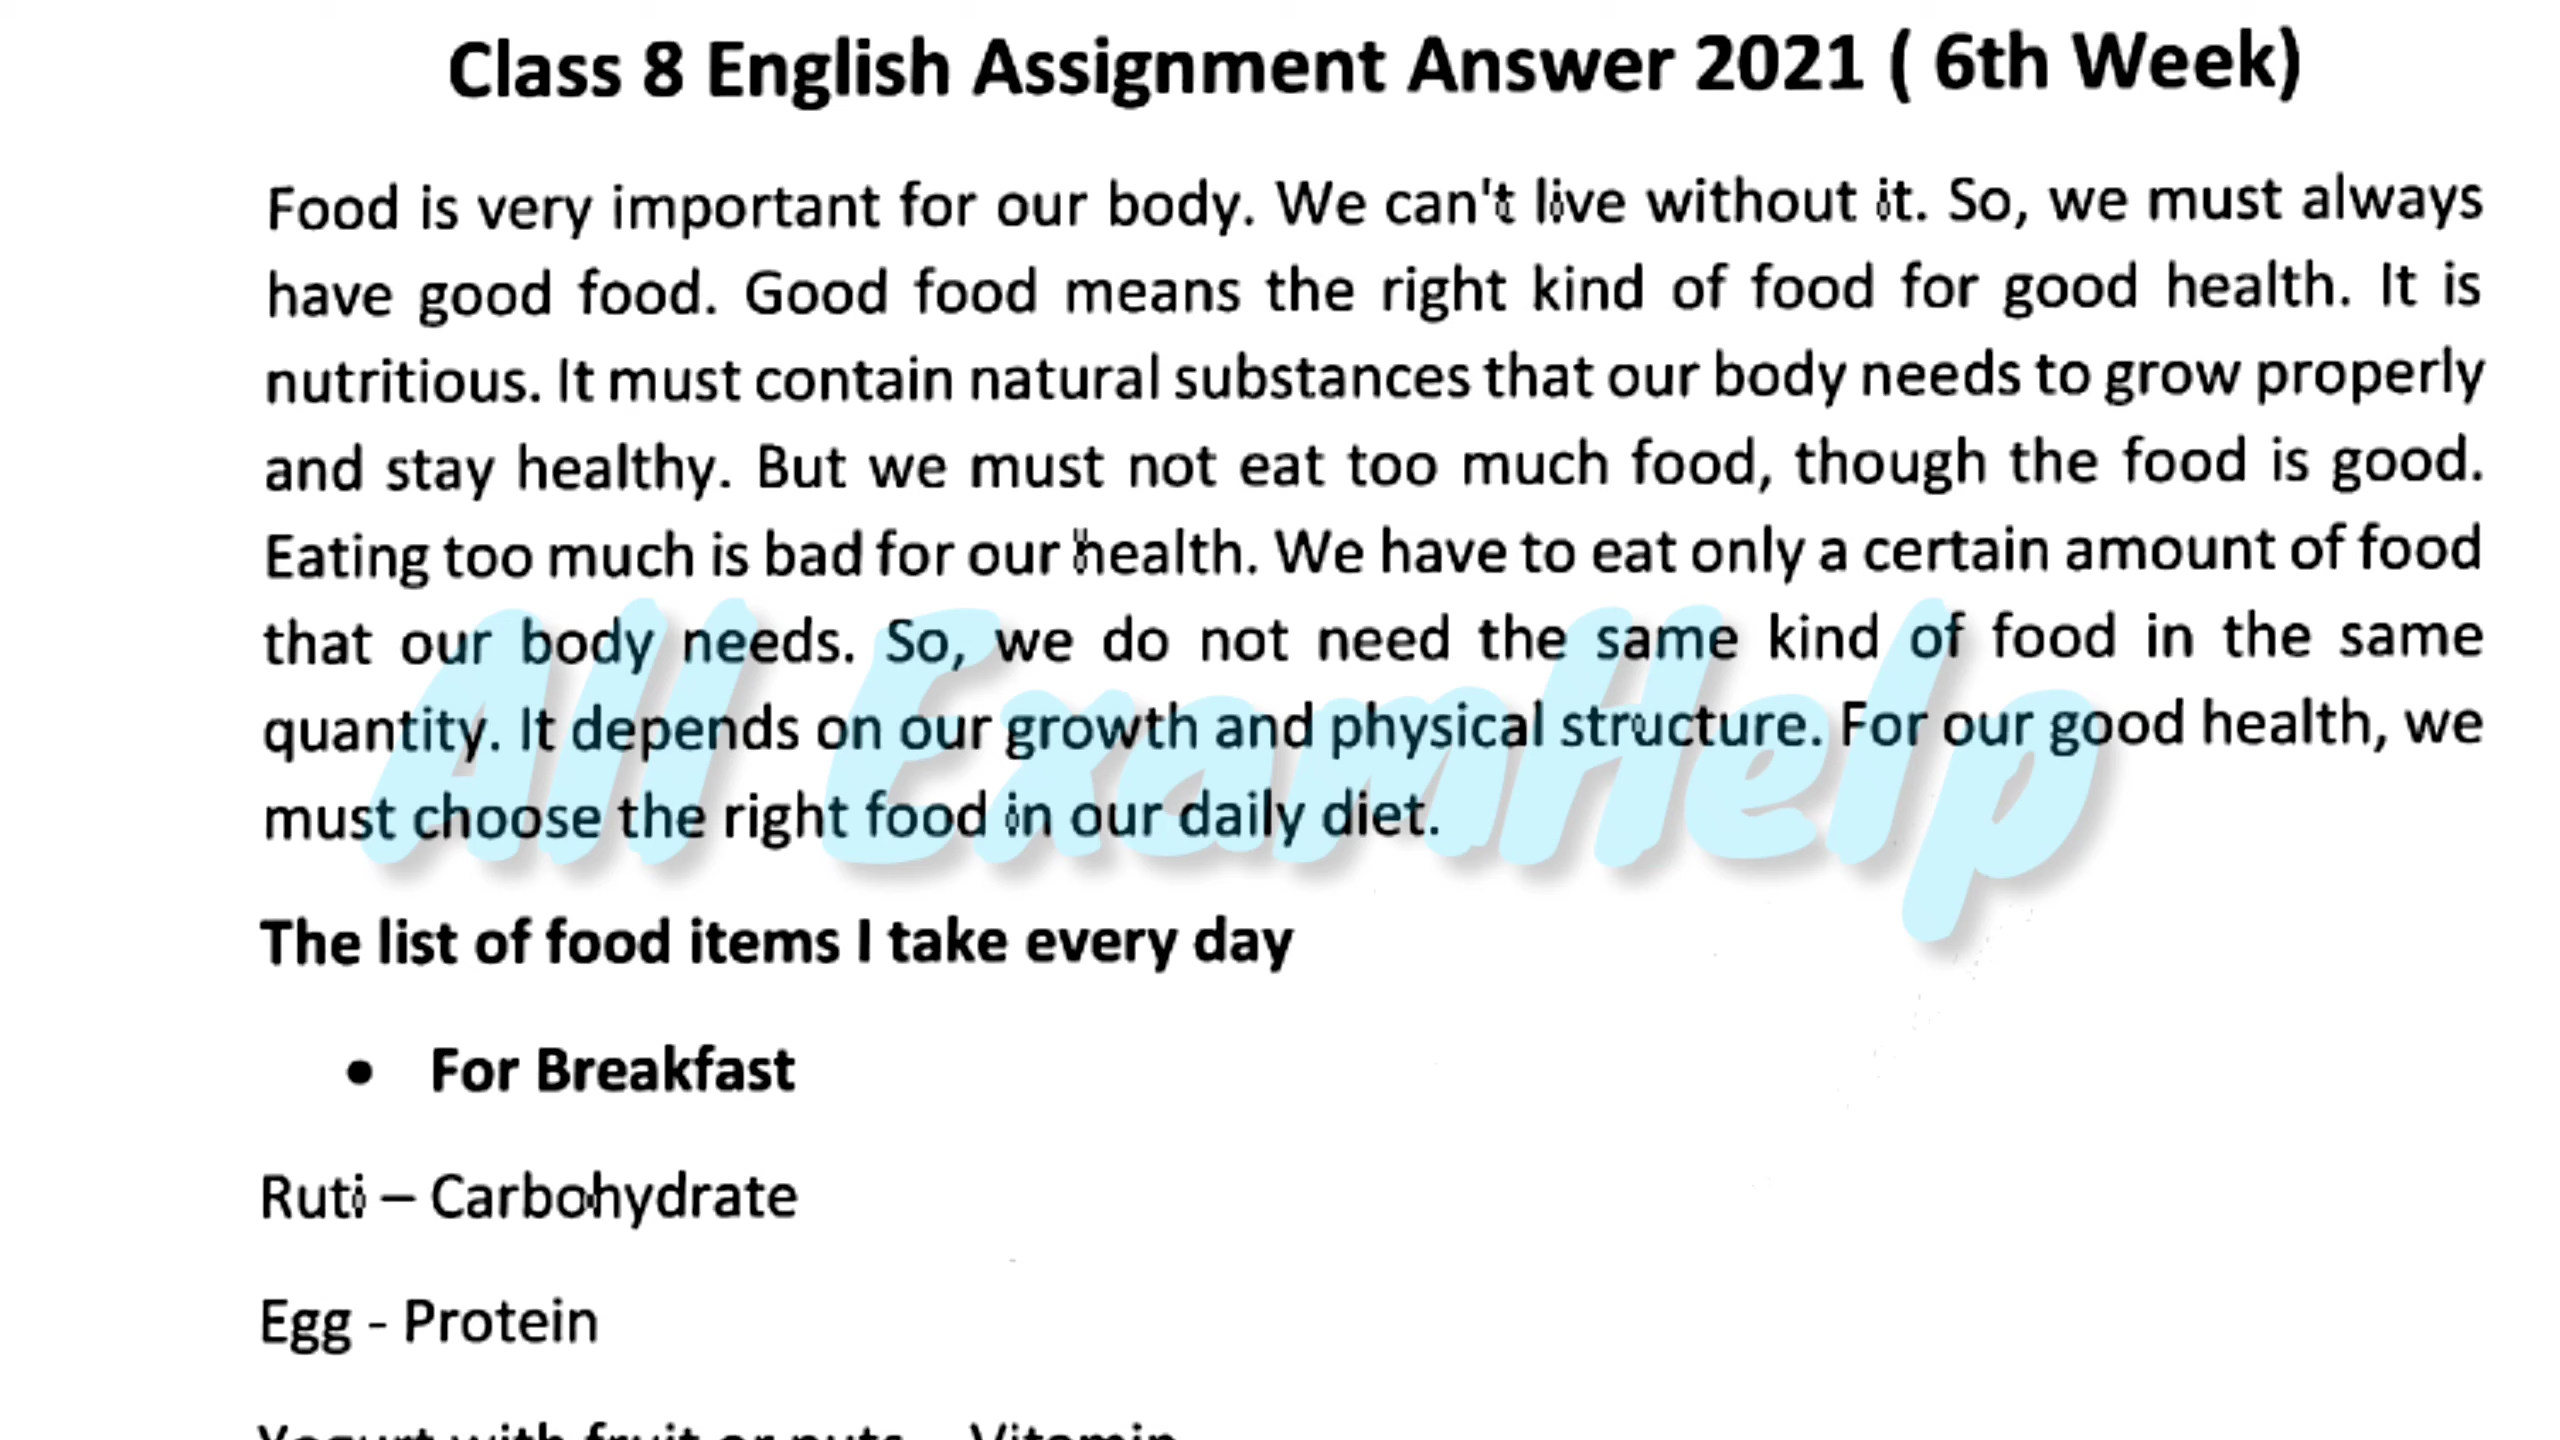 Class 8 English Assignment Answer 2021 ( 6th Week)
Food is very important for our body. We can't live without it. So, we must always
have good food. Good food means the right kind of food for good health. It is
nutritious. It must contain natural substances that our body needs to grow properly
and stay healthy. But we must not eat too much food, though the food is good.
Eating too much is bad for our health. We have to eat only a certain amount of food
that our body needs. So, we do not need the same kind of food in the same
quantity. It depends on our growth and physical structure. For our good health, we
must choose the right food in our daily diet.
All ExamHelp
The list of food items I take every day
• For Breakfast
Ruti – Carbohydrate
Egg - Protein
Yogurt with fruit or nuts – Vitamin